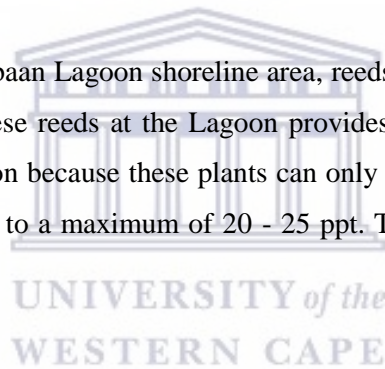 baan Lagoon shoreline area, reeds
ese reeds at the Lagoon provides
on because these plants can only
to a maximum of 20 - 25 ppt. T
UNIVERSITY of the
WESTERN CAPE